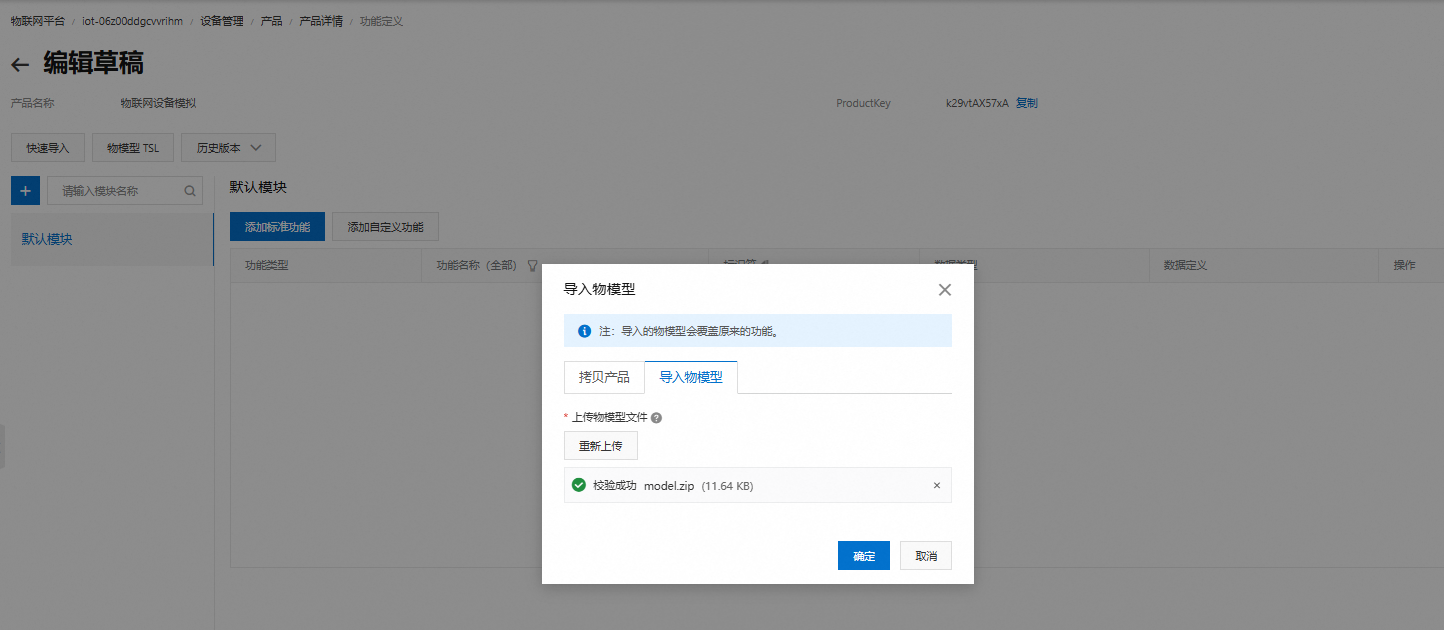 物联网平台 / iot-06z00ddgcvvrihm / 设备管理 / 产品 / 产品详情 / 功能定义
编辑草稿
产品名称 物联网设备模拟 ProductKey k29vtAX57xA 复制
快速导入 物模型 TSL 历史版本
+ 请输入模块名称 默认模块
添加标准功能 添加自定义功能
默认模块
功能类型 功能名称（全部） 标识符 数据类型 数据定义 操作
导入物模型
注：导入的物模型会覆盖原来的功能。
拷贝产品 导入物模型
* 上传物模型文件
重新上传
校验成功 model.zip (11.64 KB)
确定 取消